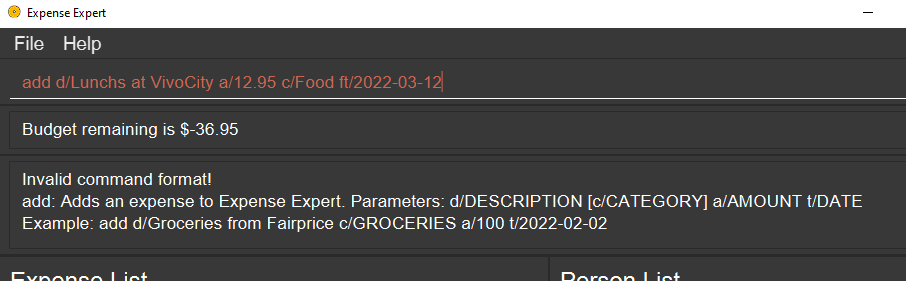 Expense Expert
File Help
add d/Lunchs at VivoCity a/12.95 c/Food ft/2022-03-12
Budget remaining is $-36.95
Invalid command format!
add: Adds an expense to Expense Expert. Parameters: d/DESCRIPTION [c/CATEGORY] a/AMOUNT t/DATE
Example: add d/Groceries from Fairprice c/GROCERIES a/100 t/2022-02-02
Expense List
Person List